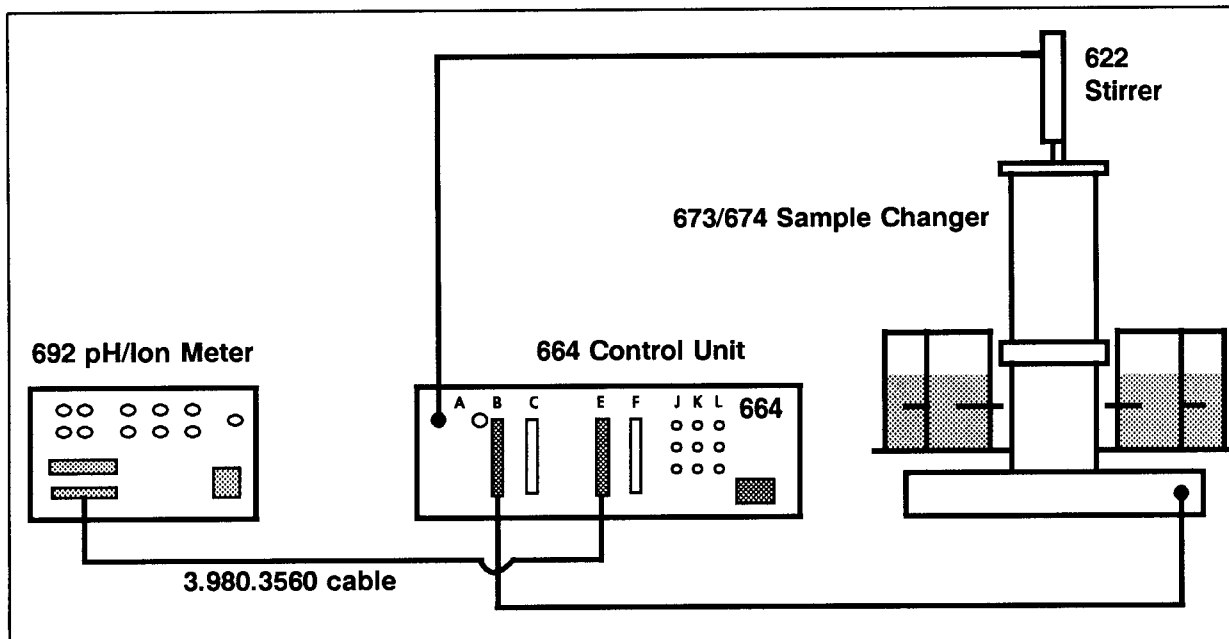 622
Stirrer
673/674 Sample Changer
692 pH/Ion Meter
664 Control Unit
A B C E F J K L 664
3.980.3560 cable